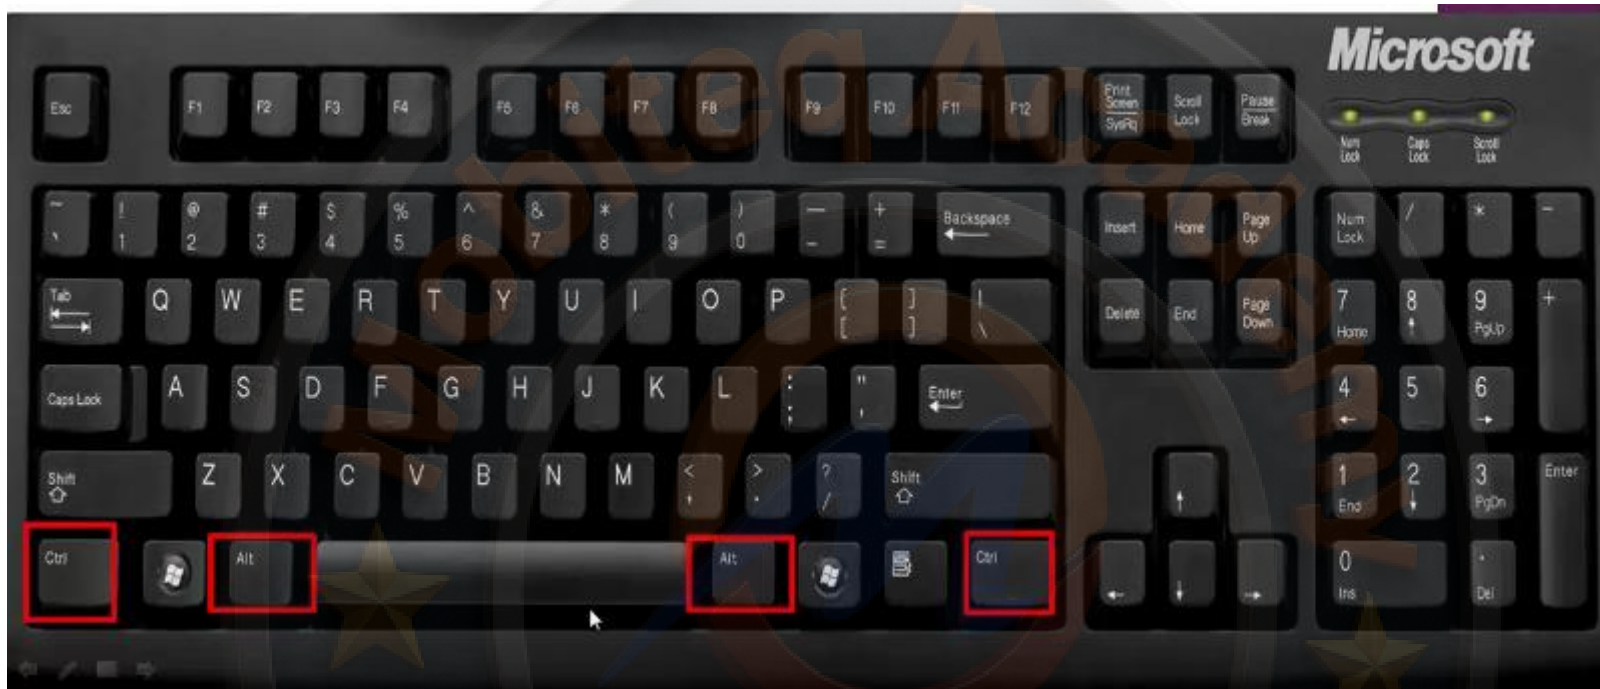 Microsoft
Esc F1 F2 F3 F4 F5 F6 F7 F8 F9 F10 F11 F12 Print Screen SysRq Scroll Lock Pause Break
Num Lock Caps Lock Scroll Lock
~ ` ! 1 @ 2 # 3 $ 4 % 5 ^ 6 & 7 * 8 ( 9 ) 0 — - + = Backspace Insert Home Page Up Num Lock / * -
Tab Q W E R T Y U I O P [ [ ] ] | \ Delete End Page Down 7 Home 8 9 PgUp +
Caps Lock A S D F G H J K L : ; " ' Enter 4 5 6
Shift Z X C V B N M < , > . ? / Shift 1 End 2 3 PgDn Enter
Ctrl Alt Alt Ctrl 0 Ins . Del
Mobiteq Academy